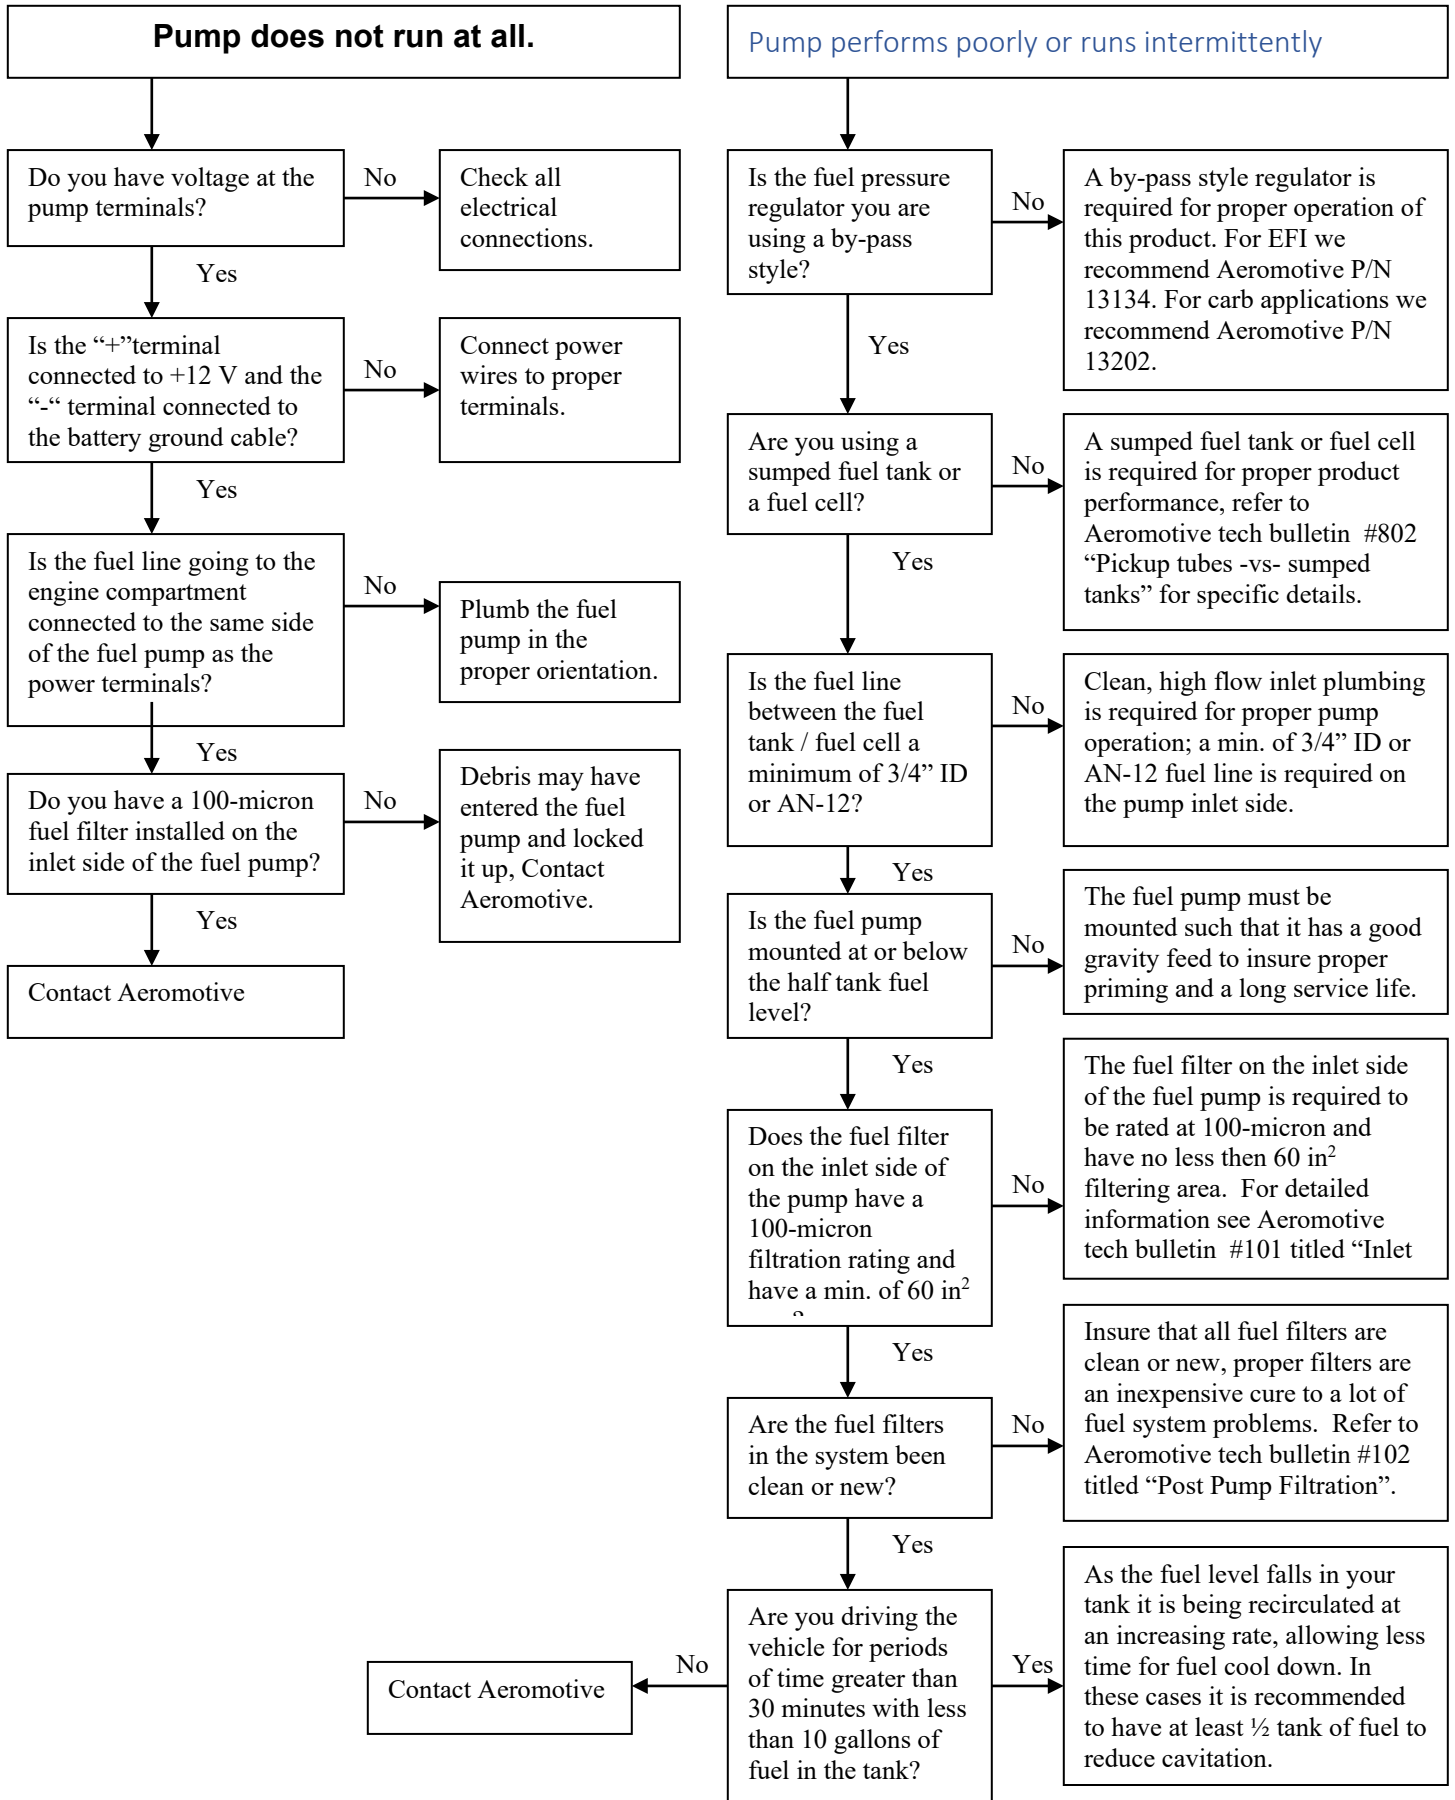 Pump does not run at all.
Do you have voltage at the
pump terminals?
No
Check all
electrical
connections.
Yes
Is the “+”terminal
connected to +12 V and the
“-“ terminal connected to
the battery ground cable?
No
Connect power
wires to proper
terminals.
Yes
Is the fuel line going to the
engine compartment
connected to the same side
of the fuel pump as the
power terminals?
No
Plumb the fuel
pump in the
proper orientation.
Yes
Do you have a 100-micron
fuel filter installed on the
inlet side of the fuel pump?
No
Debris may have
entered the fuel
pump and locked
it up, Contact
Aeromotive.
Yes
Contact Aeromotive
Pump performs poorly or runs intermittently
Is the fuel pressure
regulator you are
using a by-pass
style?
No
A by-pass style regulator is
required for proper operation of
this product. For EFI we
recommend Aeromotive P/N
13134. For carb applications we
recommend Aeromotive P/N
13202.
Yes
Are you using a
sumped fuel tank or
a fuel cell?
No
A sumped fuel tank or fuel cell
is required for proper product
performance, refer to
Aeromotive tech bulletin  #802
“Pickup tubes -vs- sumped
tanks” for specific details.
Yes
Is the fuel line
between the fuel
tank / fuel cell a
minimum of 3/4” ID
or AN-12?
No
Clean, high flow inlet plumbing
is required for proper pump
operation; a min. of 3/4” ID or
AN-12 fuel line is required on
the pump inlet side.
Yes
Is the fuel pump
mounted at or below
the half tank fuel
level?
No
The fuel pump must be
mounted such that it has a good
gravity feed to insure proper
priming and a long service life.
Yes
Does the fuel filter
on the inlet side of
the pump have a
100-micron
filtration rating and
have a min. of 60 in²
No
The fuel filter on the inlet side
of the fuel pump is required to
be rated at 100-micron and
have no less then 60 in²
filtering area.  For detailed
information see Aeromotive
tech bulletin  #101 titled “Inlet
Yes
Are the fuel filters
in the system been
clean or new?
No
Insure that all fuel filters are
clean or new, proper filters are
an inexpensive cure to a lot of
fuel system problems.  Refer to
Aeromotive tech bulletin #102
titled “Post Pump Filtration”.
Yes
Are you driving the
vehicle for periods
of time greater than
30 minutes with less
than 10 gallons of
fuel in the tank?
No
Contact Aeromotive
Yes
As the fuel level falls in your
tank it is being recirculated at
an increasing rate, allowing less
time for fuel cool down. In
these cases it is recommended
to have at least ½ tank of fuel to
reduce cavitation.